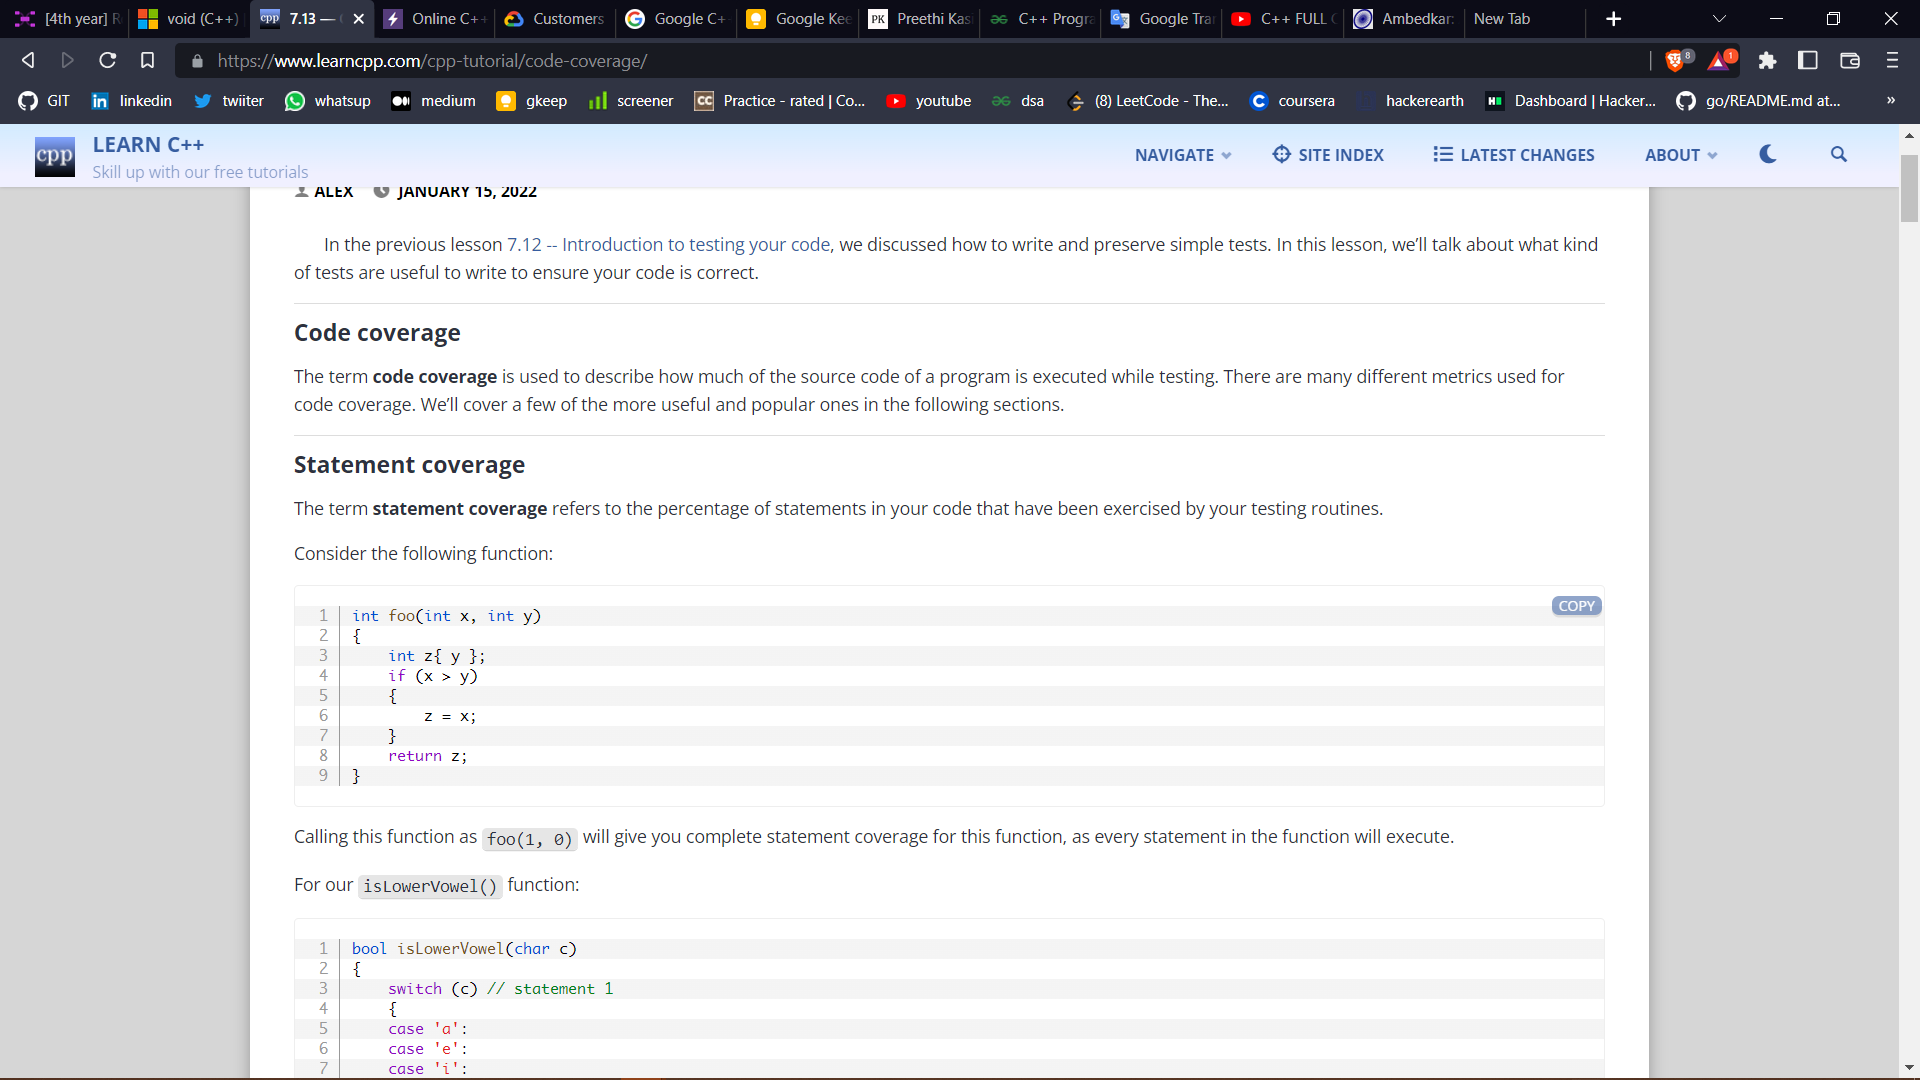 [4th year] R
void (C++)
7.13 —
Online C++
Customers
Google C+
Google Kee
Preethi Kas
C++ Progra
Google Tra
C++ FULL
Ambedkar
New Tab
https://www.learncpp.com/cpp-tutorial/code-coverage/
8
1
GIT
linkedin
twiiter
whatsup
medium
gkeep
screener
Practice - rated | Co...
youtube
dsa
(8) LeetCode - The...
coursera
hackerearth
Dashboard | Hacker...
go/README.md at...
»
cpp
LEARN C++
Skill up with our free tutorials
NAVIGATE
SITE INDEX
LATEST CHANGES
ABOUT
ALEX JANUARY 15, 2022
In the previous lesson 7.12 -- Introduction to testing your code, we discussed how to write and preserve simple tests. In this lesson, we’ll talk about what kind
of tests are useful to write to ensure your code is correct.
Code coverage
The term code coverage is used to describe how much of the source code of a program is executed while testing. There are many different metrics used for
code coverage. We’ll cover a few of the more useful and popular ones in the following sections.
Statement coverage
The term statement coverage refers to the percentage of statements in your code that have been exercised by your testing routines.
Consider the following function:
COPY
1 int foo(int x, int y)
2 {
3     int z{ y };
4     if (x > y)
5     {
6         z = x;
7     }
8     return z;
9 }
Calling this function as foo(1, 0) will give you complete statement coverage for this function, as every statement in the function will execute.
For our isLowerVowel() function:
1 bool isLowerVowel(char c)
2 {
3     switch (c) // statement 1
4     {
5     case 'a':
6     case 'e':
7     case 'i':